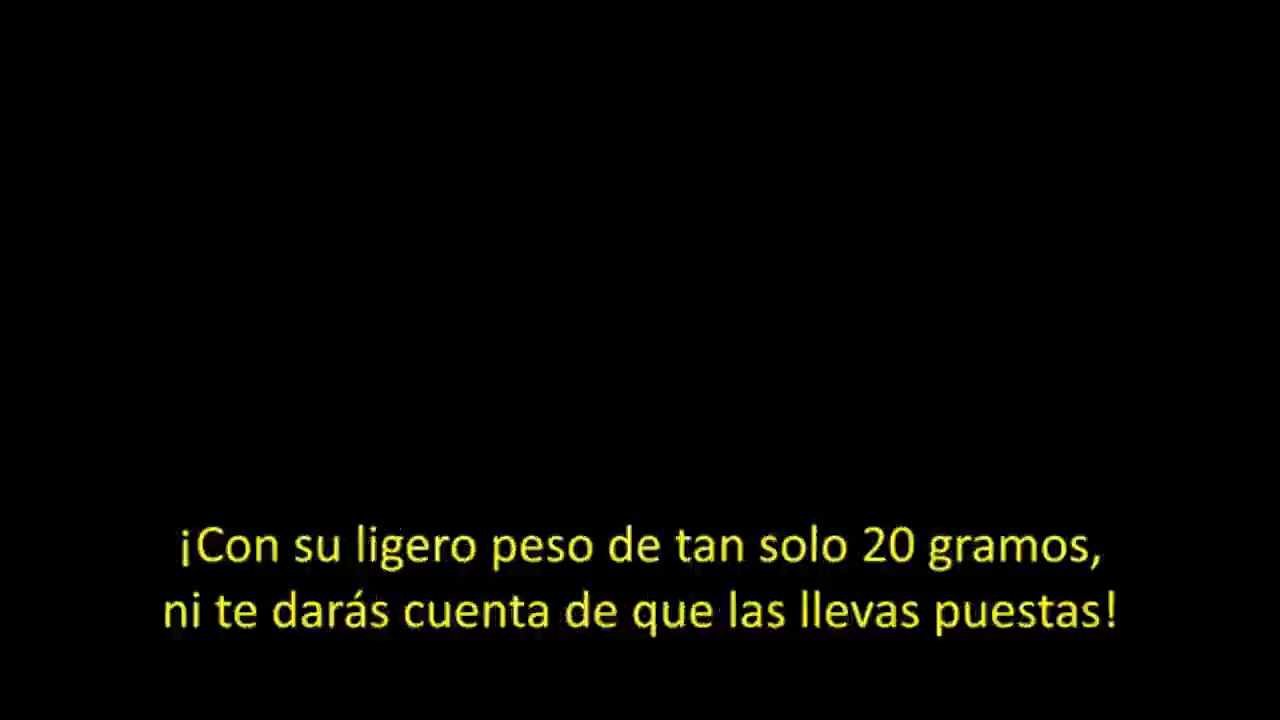 ¡Con su ligero peso de tan solo 20 gramos,
ni te darás cuenta de que las llevas puestas!